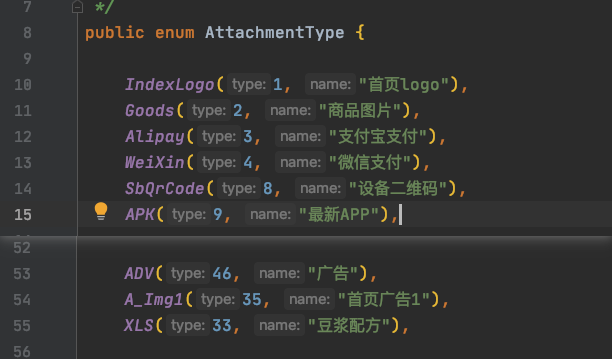 7 */
8 public enum AttachmentType {
9
10 IndexLogo( type: 1, name: "首页logo"),
11 Goods( type: 2, name: "商品图片"),
12 Alipay( type: 3, name: "支付宝支付"),
13 WeiXin( type: 4, name: "微信支付"),
14 SbQrCode( type: 8, name: "设备二维码"),
15 APK( type: 9, name: "最新APP"),
52
53 ADV( type: 46, name: "广告"),
54 A_Img1( type: 35, name: "首页广告1"),
55 XLS( type: 33, name: "豆浆配方"),
56